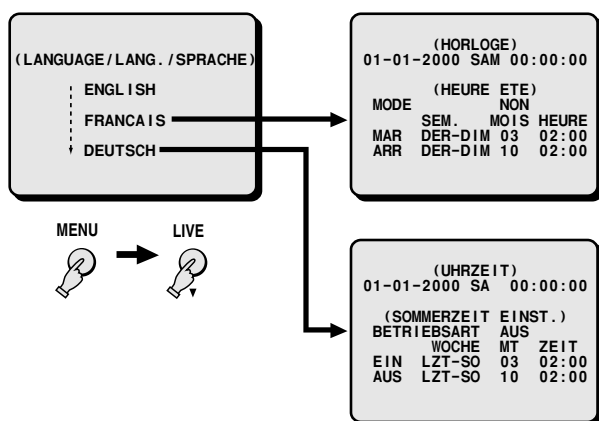 (LANGUAGE/LANG./SPRACHE)
ENGLISH
FRANCAIS
DEUTSCH
MENU
LIVE
(HORLOGE)
01-01-2000 SAM 00:00:00
(HEURE ETE)
MODE NON
SEM. MOIS HEURE
MAR DER-DIM 03 02:00
ARR DER-DIM 10 02:00
(UHRZEIT)
01-01-2000 SA 00:00:00
(SOMMERZEIT EINST.)
BETRIEBSART AUS
WOCHE MT ZEIT
EIN LZT-SO 03 02:00
AUS LZT-SO 10 02:00